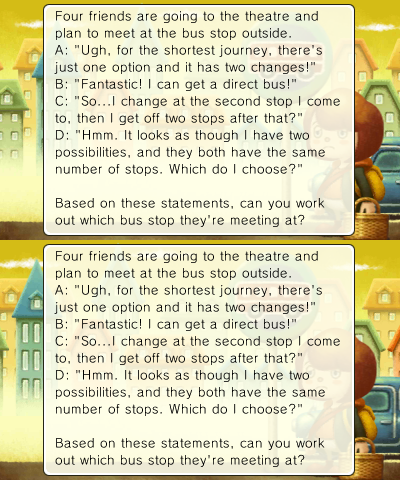 Four friends are going to the theatre and
plan to meet at the bus stop outside.
A: "Ugh, for the shortest journey, there's
just one option and it has two changes!"
B: "Fantastic! I can get a direct bus!"
C: "So...I change at the second stop I come
to, then I get off two stops after that?"
D: "Hmm. It looks as though I have two
possibilities, and they both have the same
number of stops. Which do I choose?"
Based on these statements, can you work
out which bus stop they're meeting at?
Four friends are going to the theatre and
plan to meet at the bus stop outside.
A: "Ugh, for the shortest journey, there's
just one option and it has two changes!"
B: "Fantastic! I can get a direct bus!"
C: "So...I change at the second stop I come
to, then I get off two stops after that?"
D: "Hmm. It looks as though I have two
possibilities, and they both have the same
number of stops. Which do I choose?"
Based on these statements, can you work
out which bus stop they're meeting at?